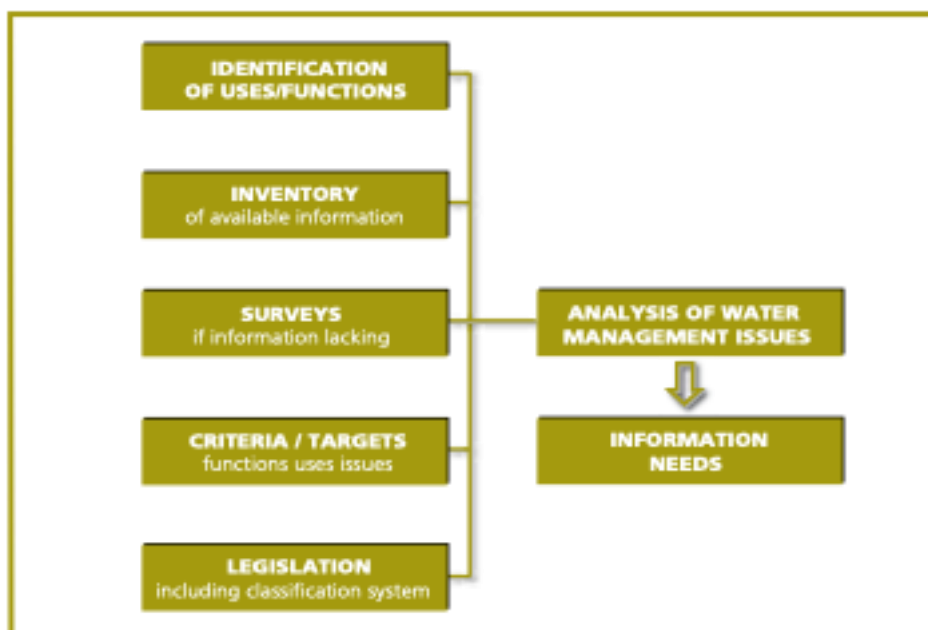 IDENTIFICATION
OF USES/FUNCTIONS
INVENTORY
of available information
SURVEYS
if information lacking
CRITERIA / TARGETS
functions uses issues
LEGISLATION
including classification system
ANALYSIS OF WATER
MANAGEMENT ISSUES
INFORMATION
NEEDS